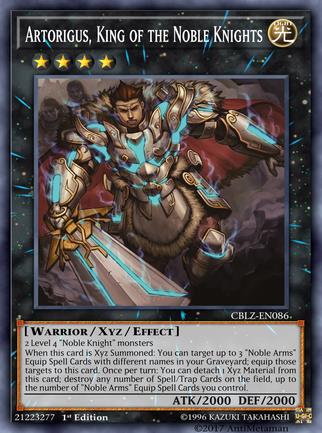 ARTORIGUS, KING OF THE NOBLE KNIGHTS
LIGHT
光
CBLZ-EN086
[WARRIOR / XYZ / EFFECT]
2 Level 4 "Noble Knight" monsters
When this card is Xyz Summoned: You can target up to 3 "Noble Arms"
Equip Spell Cards with different names in your Graveyard; equip those
targets to this card. Once per turn: You can detach 1 Xyz Material from
this card; destroy any number of Spell/Trap Cards on the field, up to
the number of "Noble Arms" Equip Spell Cards you control.
ATK/2000 DEF/2000
21223277 1st Edition ©1996 KAZUKI TAKAHASHI
©2017 AntiMetaman